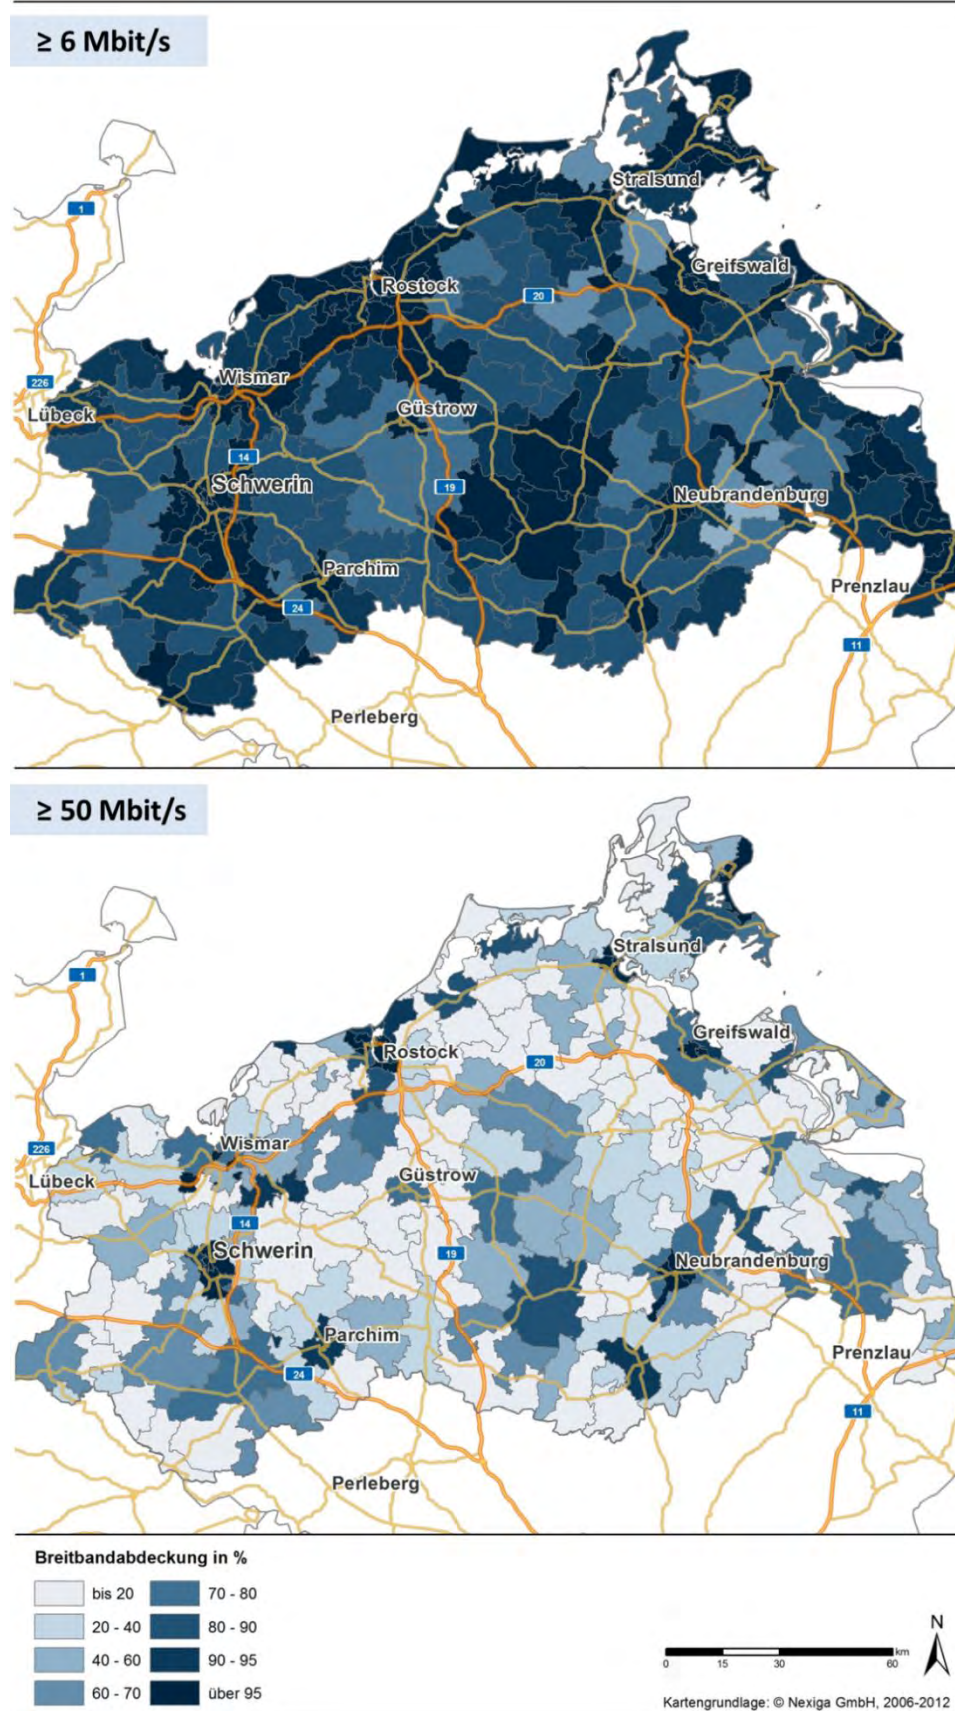 ≥ 6 Mbit/s
Stralsund
1
Greifswald
Rostock
20
Wismar
226
Lübeck
Güstrow
14
Schwerin
19
Neubrandenburg
Parchim
Prenzlau
24
11
Perleberg
≥ 50 Mbit/s
Stralsund
1
Greifswald
Rostock
20
Wismar
226
Lübeck
Güstrow
14
Schwerin
19
Neubrandenburg
Parchim
Prenzlau
24
11
Perleberg
Breitbandabdeckung in %
bis 20
70 - 80
20 - 40
80 - 90
40 - 60
90 - 95
60 - 70
über 95
N
km
0 15 30 60
Kartengrundlage: © Nexiga GmbH, 2006-2012